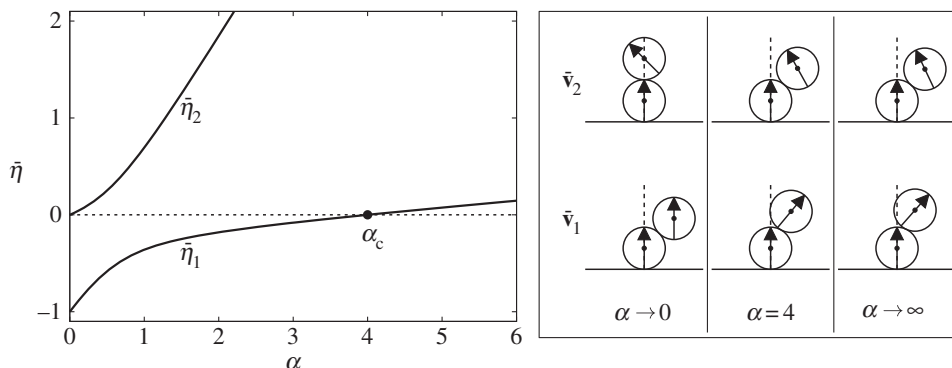 2
1
0
−1
η̄
η̄₂
η̄₁
α_c
0 1 2 3 4 5 6
α
v̄₂
v̄₁
α → 0
α = 4
α → ∞